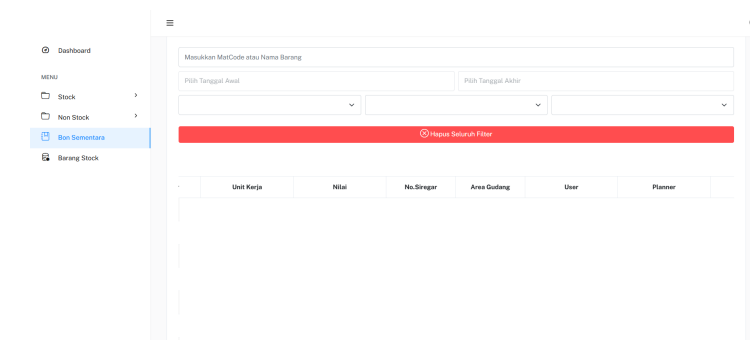 Dashboard
MENU
Stock
Non Stock
Bon Sementara
Barang Stock
Masukkan MatCode atau Nama Barang
Pilih Tanggal Awal
Pilih Tanggal Akhir
Hapus Seluruh Filter
Unit Kerja Nilai No.Siregar Area Gudang User Planner